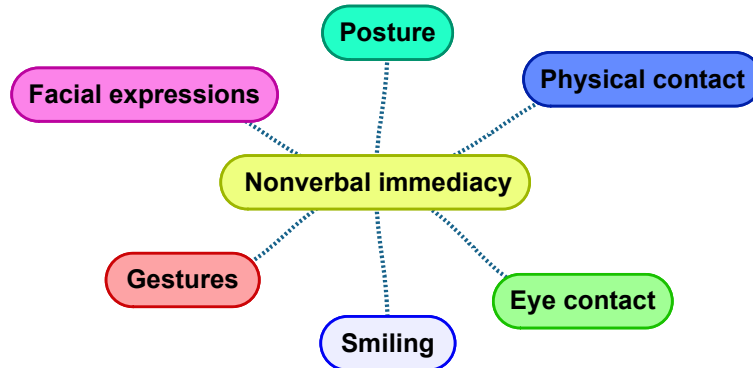 Posture
Physical contact
Facial expressions
Nonverbal immediacy
Gestures
Eye contact
Smiling